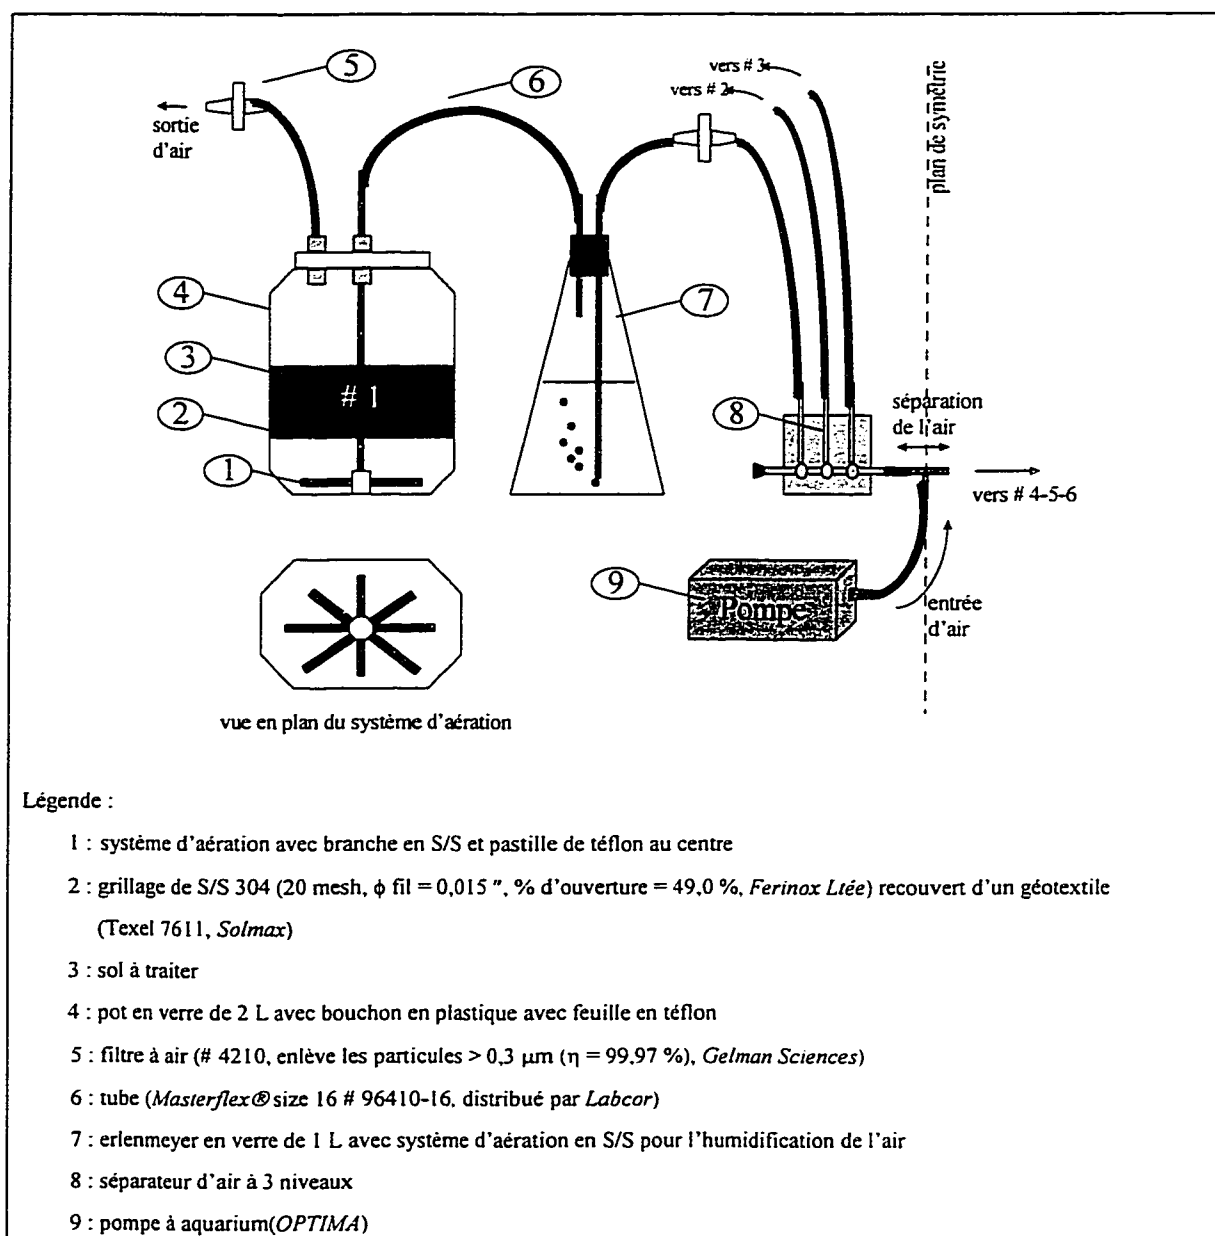 5
6
vers # 3
vers # 2
plan de symétrie
sortie
d'air
4
7
3
# 1
2
8
séparation
de l'air
1
vers # 4-5-6
9
Pompe
entrée
d'air
vue en plan du système d'aération
Légende :
1 : système d'aération avec branche en S/S et pastille de téflon au centre
2 : grillage de S/S 304 (20 mesh, ϕ fil = 0,015 ″, % d'ouverture = 49,0 %, Ferinox Ltée) recouvert d'un géotextile
(Texel 7611, Solmax)
3 : sol à traiter
4 : pot en verre de 2 L avec bouchon en plastique avec feuille en téflon
5 : filtre à air (# 4210, enlève les particules > 0,3 µm (η = 99,97 %), Gelman Sciences)
6 : tube (Masterflex® size 16 # 96410-16, distribué par Labcor)
7 : erlenmeyer en verre de 1 L avec système d'aération en S/S pour l'humidification de l'air
8 : séparateur d'air à 3 niveaux
9 : pompe à aquarium(OPTIMA)